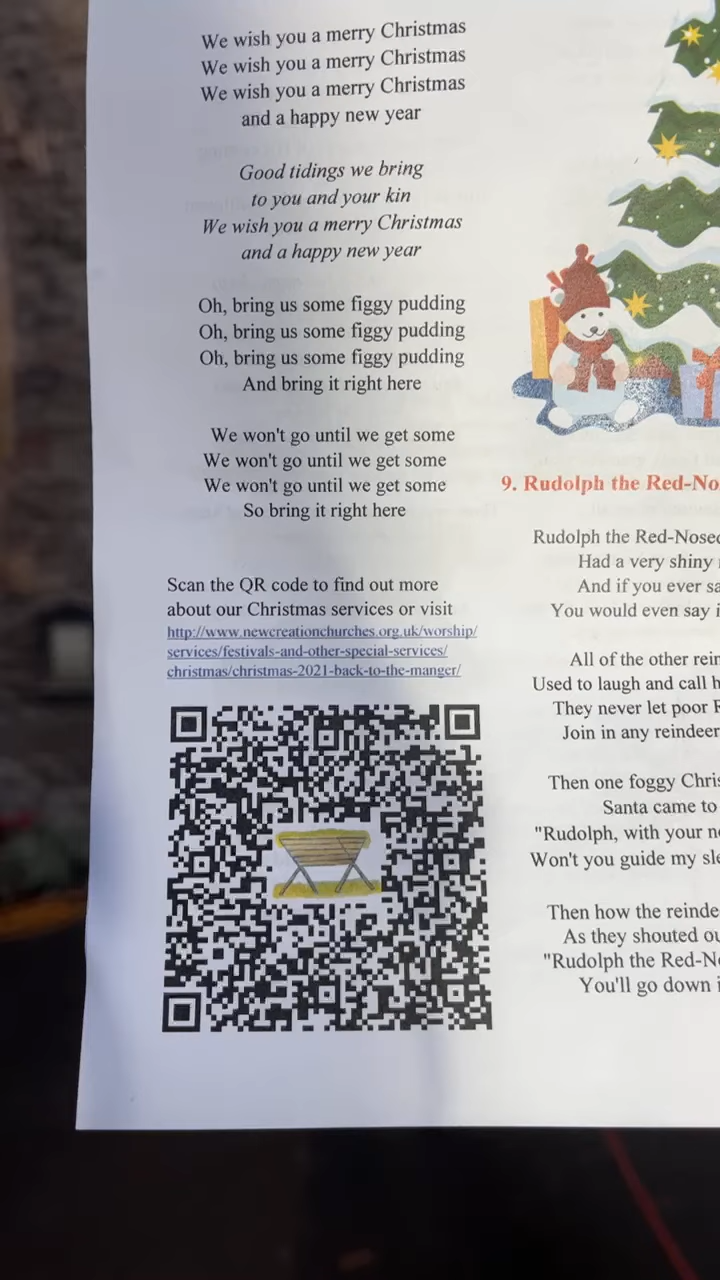 We wish you a merry Christmas
We wish you a merry Christmas
We wish you a merry Christmas
and a happy new year
Good tidings we bring
to you and your kin
We wish you a merry Christmas
and a happy new year
Oh, bring us some figgy pudding
Oh, bring us some figgy pudding
Oh, bring us some figgy pudding
And bring it right here
We won't go until we get some
We won't go until we get some
We won't go until we get some
So bring it right here
Scan the QR code to find out more
about our Christmas services or visit
http://www.newcreationchurches.org.uk/worship/
services/festivals-and-other-special-services/
christmas/christmas-2021-back-to-the-manger/
9. Rudolph the Red-No
Rudolph the Red-Nosed
Had a very shiny
And if you ever sa
You would even say i
All of the other rein
Used to laugh and call h
They never let poor R
Join in any reindeer
Then one foggy Chris
Santa came to
"Rudolph, with your no
Won't you guide my sle
Then how the reinde
As they shouted ou
"Rudolph the Red-No
You'll go down i